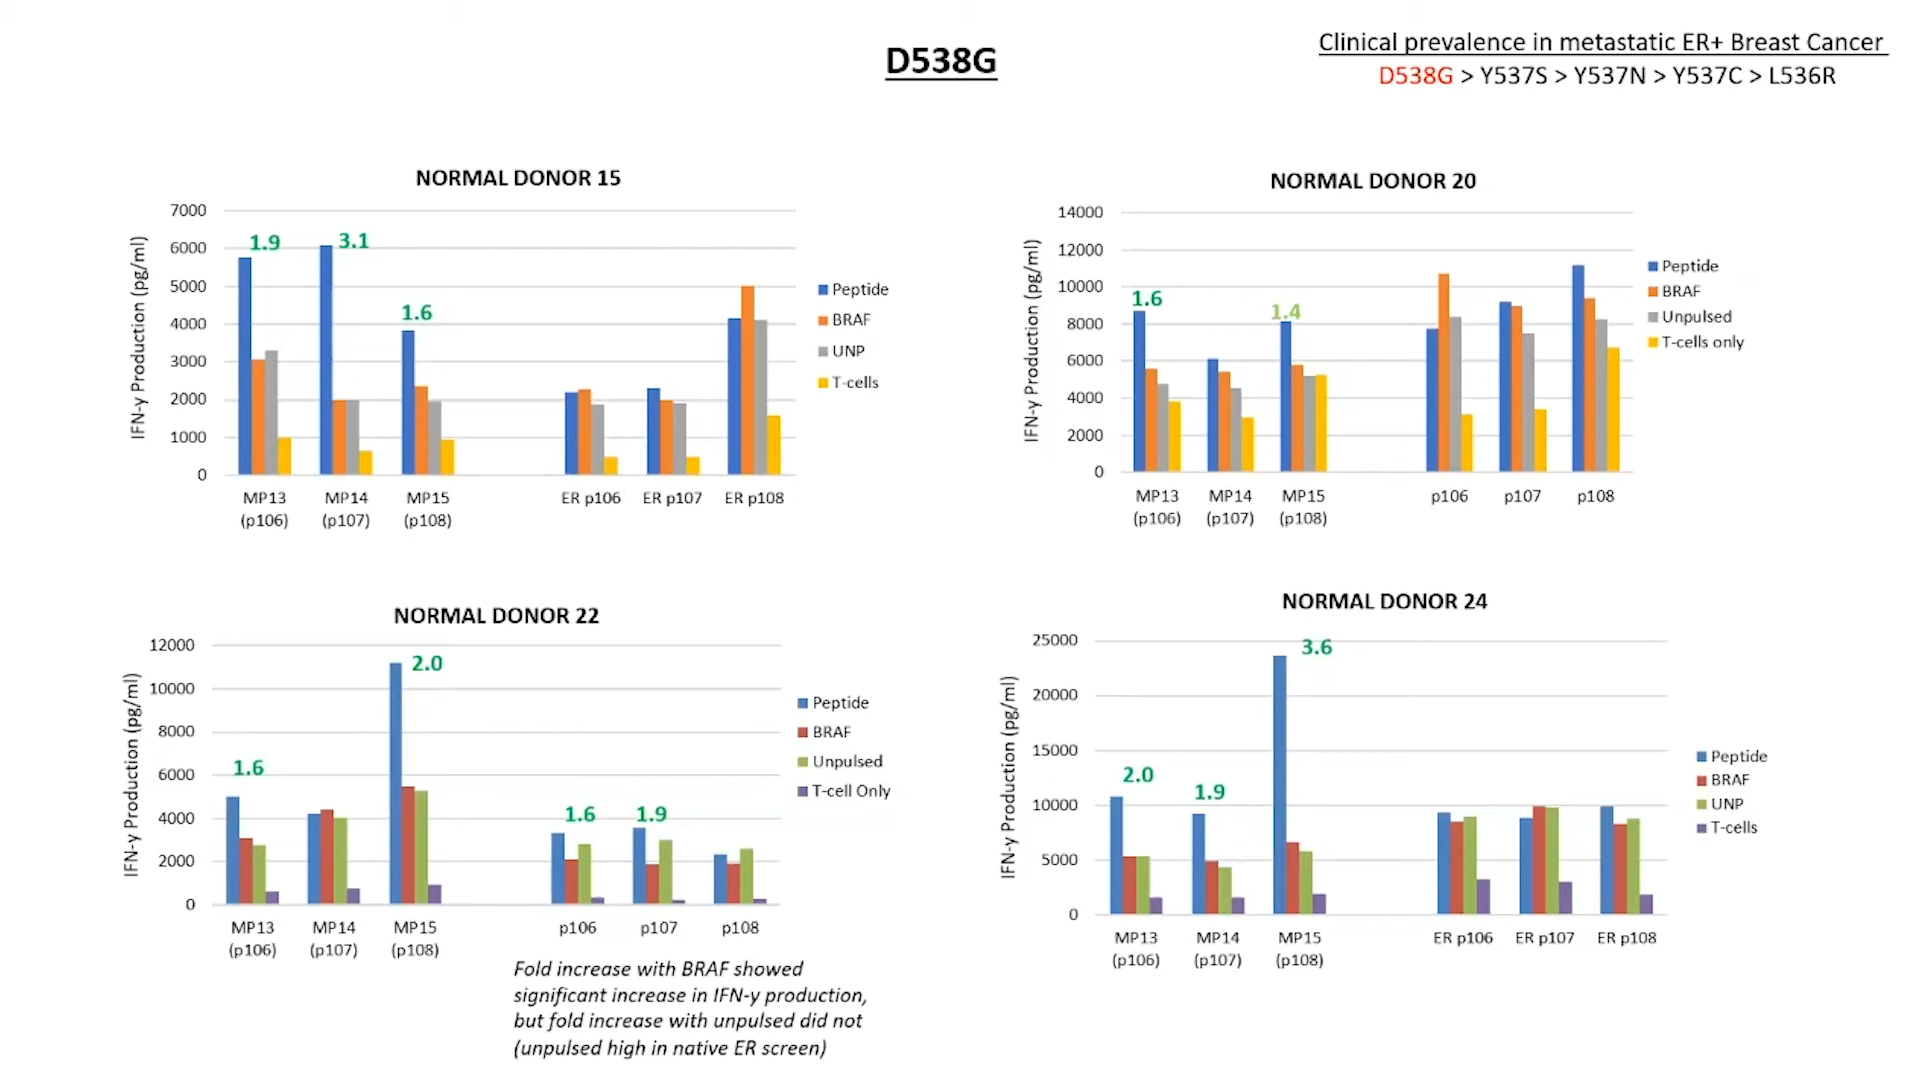 D538G
Clinical prevalence in metastatic ER+ Breast Cancer
D538G > Y537S > Y537N > Y537C > L536R
NORMAL DONOR 15
IFN-y Production (pg/ml)
7000
6000
5000
4000
3000
2000
1000
0
1.9
3.1
1.6
MP13 MP14 MP15 ER p106 ER p107 ER p108
(p106) (p107) (p108)
Peptide
BRAF
UNP
T-cells
NORMAL DONOR 20
IFN-y Production (pg/ml)
14000
12000
10000
8000
6000
4000
2000
0
1.6
1.4
MP13 MP14 MP15 p106 p107 p108
(p106) (p107) (p108)
Peptide
BRAF
Unpulsed
T-cells only
NORMAL DONOR 22
IFN-y Production (pg/ml)
12000
10000
8000
6000
4000
2000
0
1.6
2.0
1.6
1.9
MP13 MP14 MP15 p106 p107 p108
(p106) (p107) (p108)
Peptide
BRAF
Unpulsed
T-cell Only
Fold increase with BRAF showed
significant increase in IFN-y production,
but fold increase with unpulsed did not
(unpulsed high in native ER screen)
NORMAL DONOR 24
IFN-y Production (pg/ml)
25000
20000
15000
10000
5000
0
2.0
1.9
3.6
MP13 MP14 MP15 ER p106 ER p107 ER p108
(p106) (p107) (p108)
Peptide
BRAF
UNP
T-cells